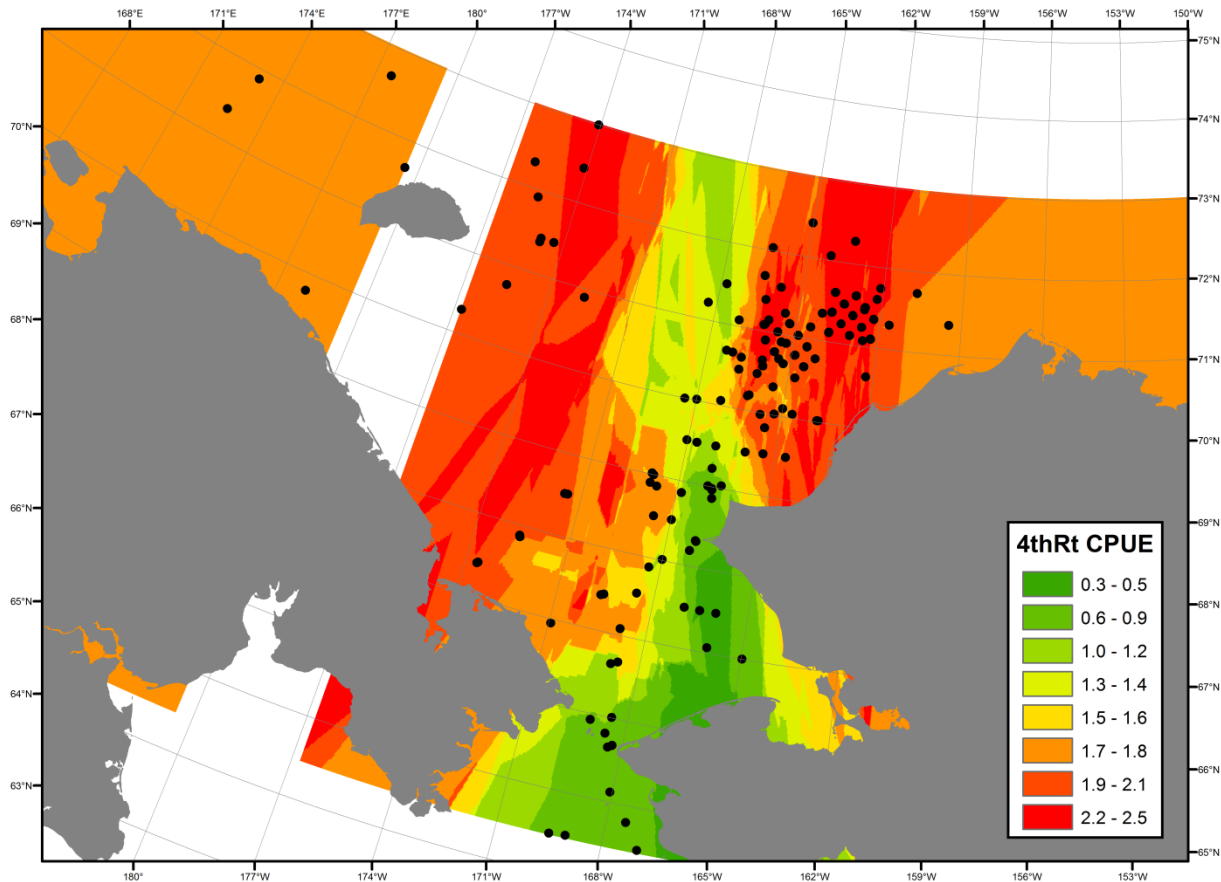 168°E 171°E 174°E 177°E 180° 177°W 174°W 168°W 165°W 162°W 159°W 156°W 153°W 150°W
75°N
74°N
70°N
73°N
69°N
72°N
68°N
71°N
67°N
70°N
66°N
69°N
4thRt CPUE
0.3 - 0.5
0.6 - 0.9
1.0 - 1.2
1.3 - 1.4
1.5 - 1.6
1.7 - 1.8
1.9 - 2.1
2.2 - 2.5
65°N
68°N
64°N
67°N
63°N
66°N
65°N
180° 177°W 174°W 171°W 168°W 165°W 162°W 159°W 156°W 153°W